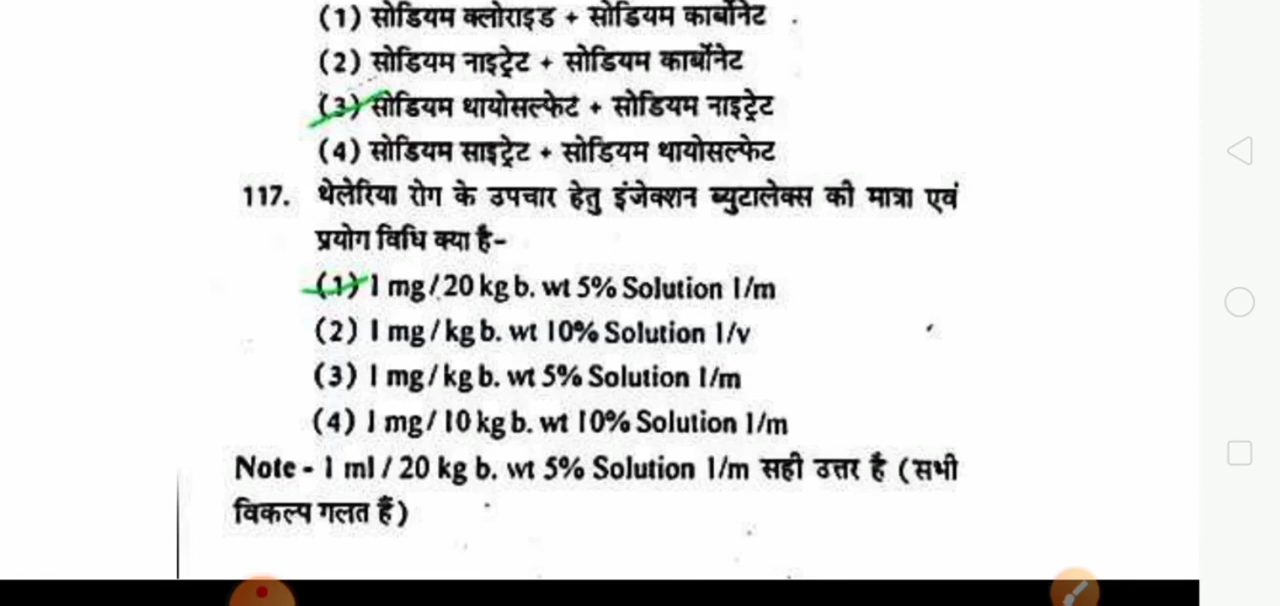 (1) सोडियम क्लोराइड + सोडियम कार्बोनेट
(2) सोडियम नाइट्रेट + सोडियम कार्बोनेट
(3) सोडियम थायोसल्फेट + सोडियम नाइट्रेट
(4) सोडियम साइट्रेट + सोडियम थायोसल्फेट
117. थेलेरिया रोग के उपचार हेतु इंजेक्शन ब्युटालेक्स की मात्रा एवं
प्रयोग विधि क्या है-
(1) 1 mg/20 kg b. wt 5% Solution I/m
(2) 1 mg/kg b. wt 10% Solution I/v
(3) 1 mg/kg b. wt 5% Solution I/m
(4) 1 mg/10 kg b. wt 10% Solution I/m
Note - 1 ml / 20 kg b. wt 5% Solution I/m सही उत्तर है (सभी
विकल्प गलत हैं)